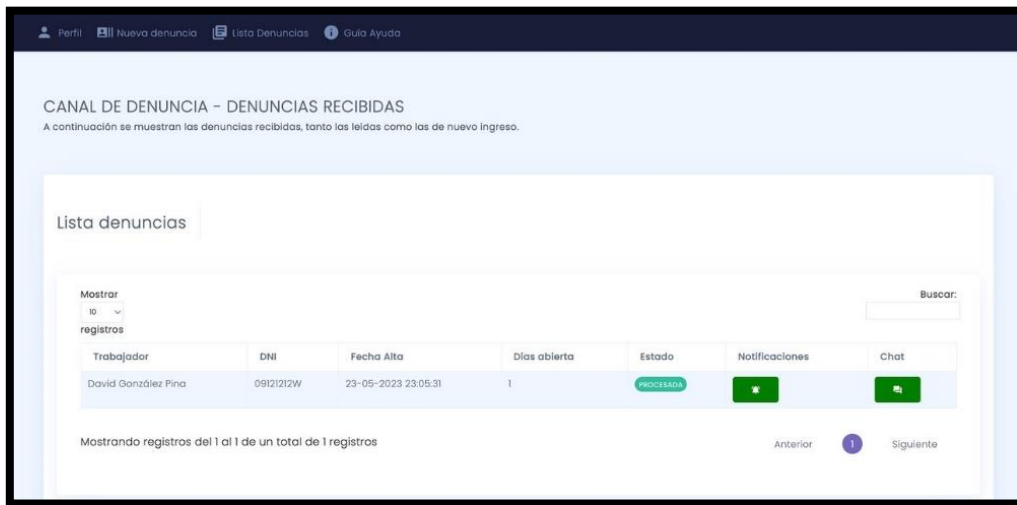 Perfil Nueva denuncia Lista Denuncias Guía Ayuda
CANAL DE DENUNCIA - DENUNCIAS RECIBIDAS
A continuación se muestran las denuncias recibidas, tanto las leidas como las de nuevo ingreso.
Lista denuncias
Mostrar
10
registros
Buscar:
Trabajador DNI Fecha Alta Días abierta Estado Notificaciones Chat
David González Pina 09121212W 23-05-2023 23:05:31 1 PROCESADA
Mostrando registros del 1 al 1 de un total de 1 registros
Anterior 1 Siguiente